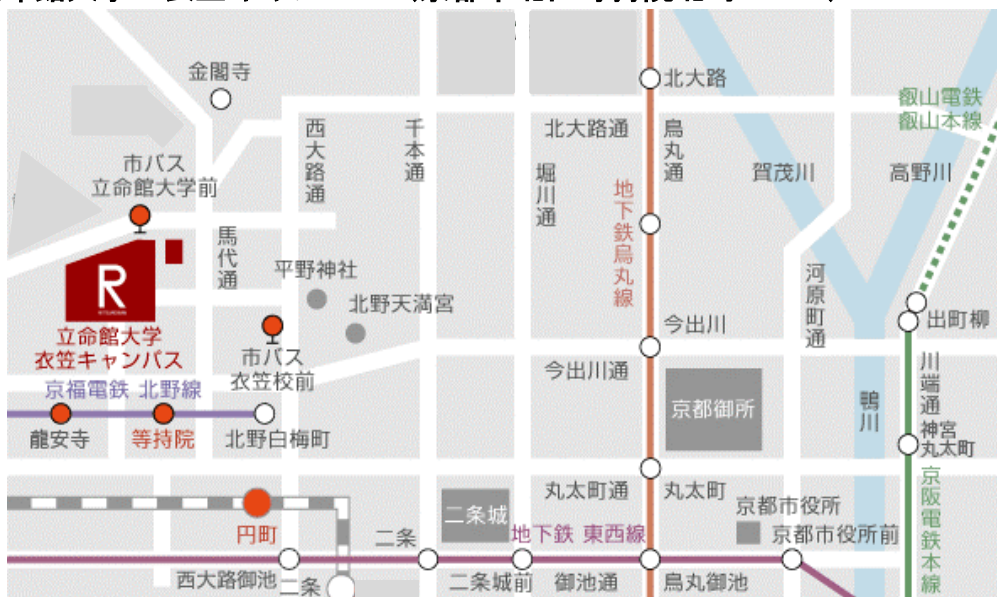 金閣寺
北大路
叡山電鉄
叡山本線
西大路通
千本通
北大路通
烏丸通
市バス
立命館大学前
堀川通
賀茂川
高野川
地下鉄烏丸線
馬代通
R
平野神社
北野天満宮
河原町通
出町柳
今出川
立命館大学
衣笠キャンパス
市バス
衣笠校前
今出川通
川端通
京福電鉄 北野線
京都御所
鴨川
龍安寺
等持院
北野白梅町
神宮
丸太町
丸太町通
丸太町
京阪電鉄本線
円町
二条城
京都市役所
二条
地下鉄 東西線
京都市役所前
西大路御池
二条
二条城前
御池通
烏丸御池